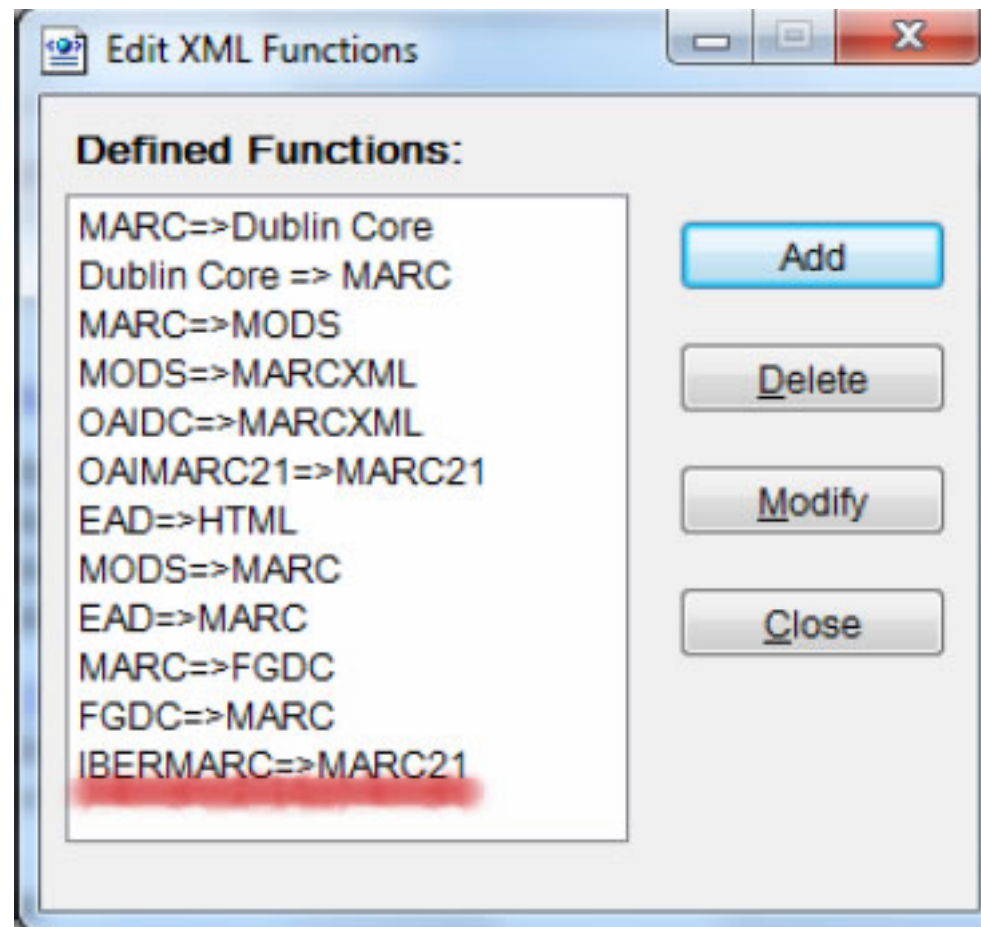 Edit XML Functions
Defined Functions:
MARC=>Dublin Core
Dublin Core => MARC
MARC=>MODS
MODS=>MARCXML
OAIDC=>MARCXML
OAIMARC21=>MARC21
EAD=>HTML
MODS=>MARC
EAD=>MARC
MARC=>FGDC
FGDC=>MARC
IBERMARC=>MARC21
Add
Delete
Modify
Close